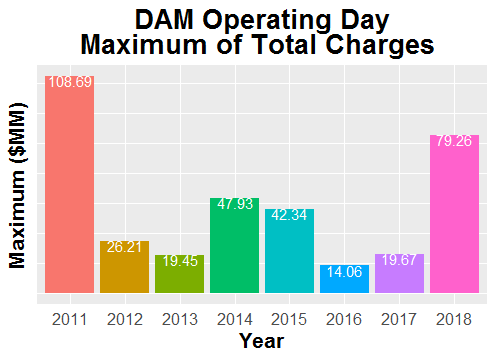 DAM Operating Day
Maximum of Total Charges
Maximum ($MM)
108.69
26.21
19.45
47.93
42.34
14.06
19.67
79.26
2011 2012 2013 2014 2015 2016 2017 2018
Year